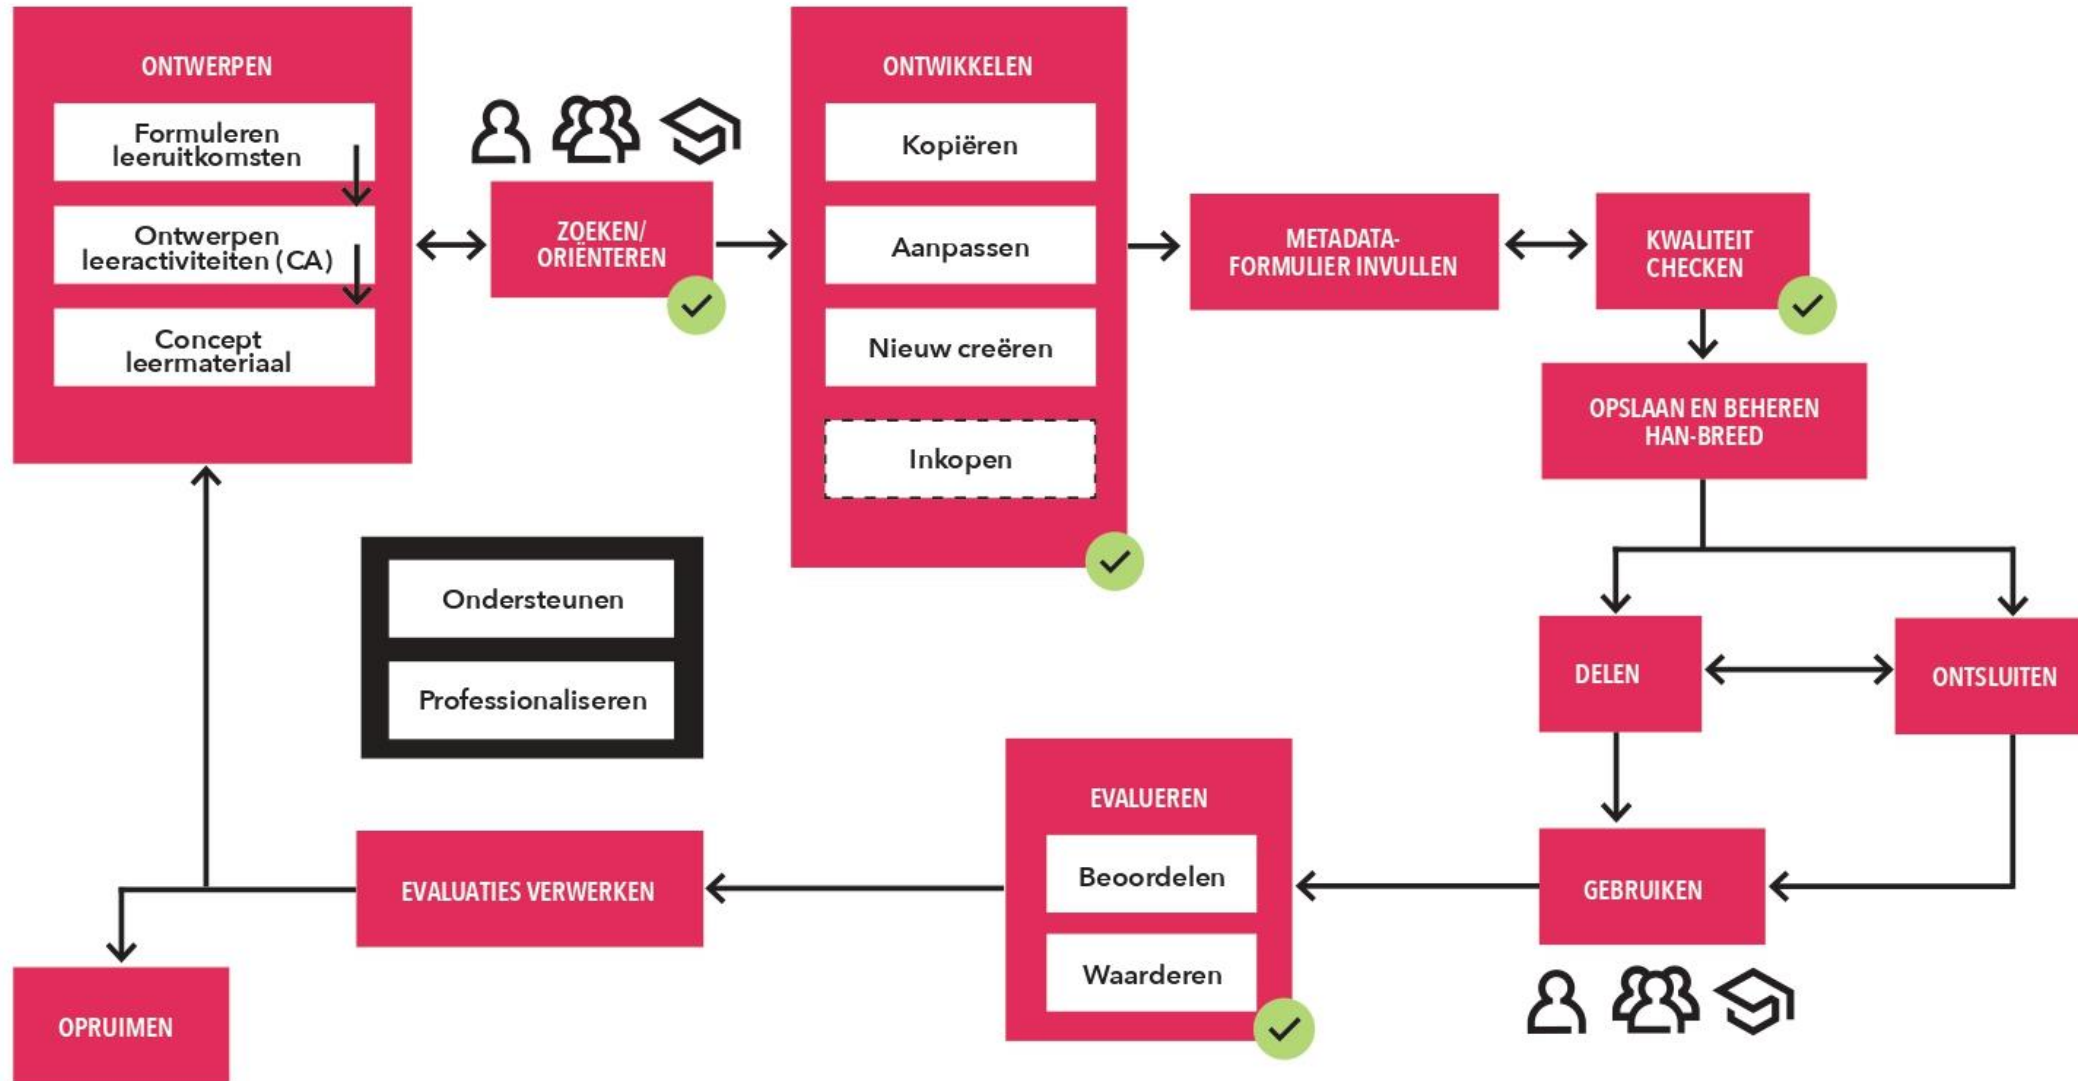 ONTWERPEN
Formuleren
leeruitkomsten
Ontwerpen
leeractiviteiten (CA)
Concept
leermateriaal
ZOEKEN/
ORIËNTEREN
ONTWIKKELEN
Kopiëren
Aanpassen
Nieuw creëren
Inkopen
METADATA-
FORMULIER INVULLEN
KWALITEIT
CHECKEN
OPSLAAN EN BEHEREN
HAN-BREED
DELEN
ONTSLUITEN
GEBRUIKEN
EVALUEREN
Beoordelen
Waarderen
EVALUATIES VERWERKEN
OPRUIMEN
Ondersteunen
Professionaliseren